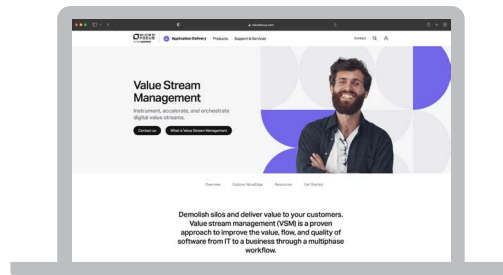 microfocus.com
MICRO
FOCUS
Application Delivery Products Support & Services
Contact
Value Stream
Management
Instrument, accelerate, and orchestrate
digital value streams.
Contact us What is Value Stream Management
Overview Explore ValueEdge Resources Get Started
Demolish silos and deliver value to your customers.
Value stream management (VSM) is a proven
approach to improve the value, flow, and quality of
software from IT to a business through a multiphase
workflow.